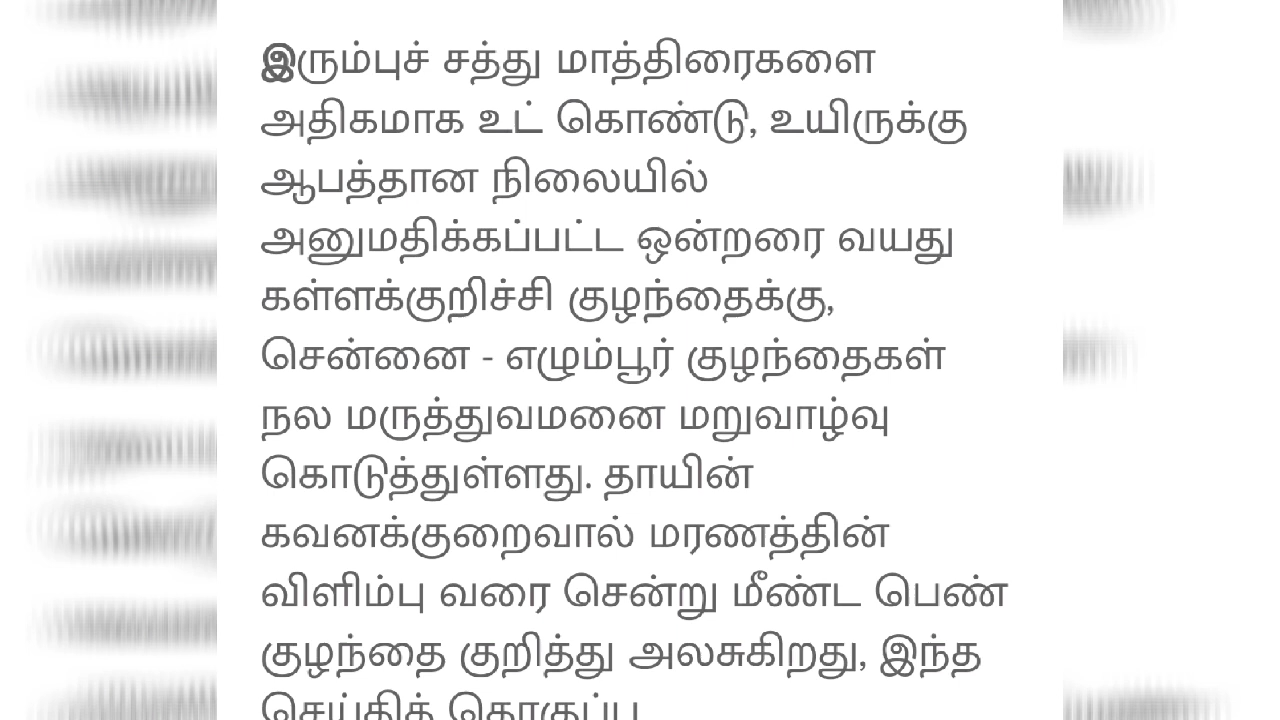 இரும்புச் சத்து மாத்திரைகளை
அதிகமாக உட் கொண்டு, உயிருக்கு
ஆபத்தான நிலையில்
அனுமதிக்கப்பட்ட ஒன்றரை வயது
கள்ளக்குறிச்சி குழந்தைக்கு,
சென்னை - எழும்பூர் குழந்தைகள்
நல மருத்துவமனை மறுவாழ்வு
கொடுத்துள்ளது. தாயின்
கவனக்குறைவால் மரணத்தின்
விளிம்பு வரை சென்று மீண்ட பெண்
குழந்தை குறித்து அலசுகிறது, இந்த
செய்தித் தொகுப்பு